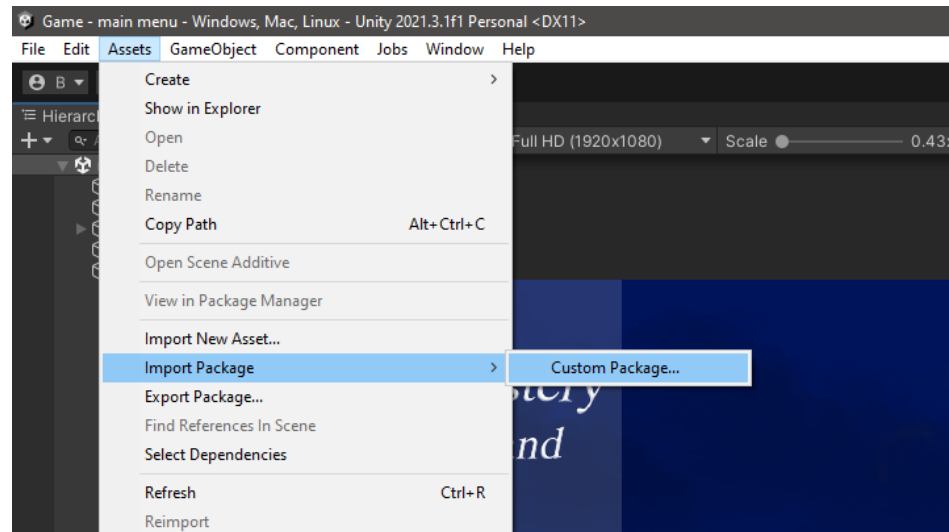 Game - main menu - Windows, Mac, Linux - Unity 2021.3.1f1 Personal <DX11>
File Edit Assets GameObject Component Jobs Window Help
B
Hierarc
Full HD (1920x1080) Scale 0.43
Create
Show in Explorer
Open
Delete
Rename
Copy Path Alt+Ctrl+C
Open Scene Additive
View in Package Manager
Import New Asset...
Import Package Custom Package...
Export Package...
Find References In Scene
Select Dependencies
Refresh Ctrl+R
Reimport